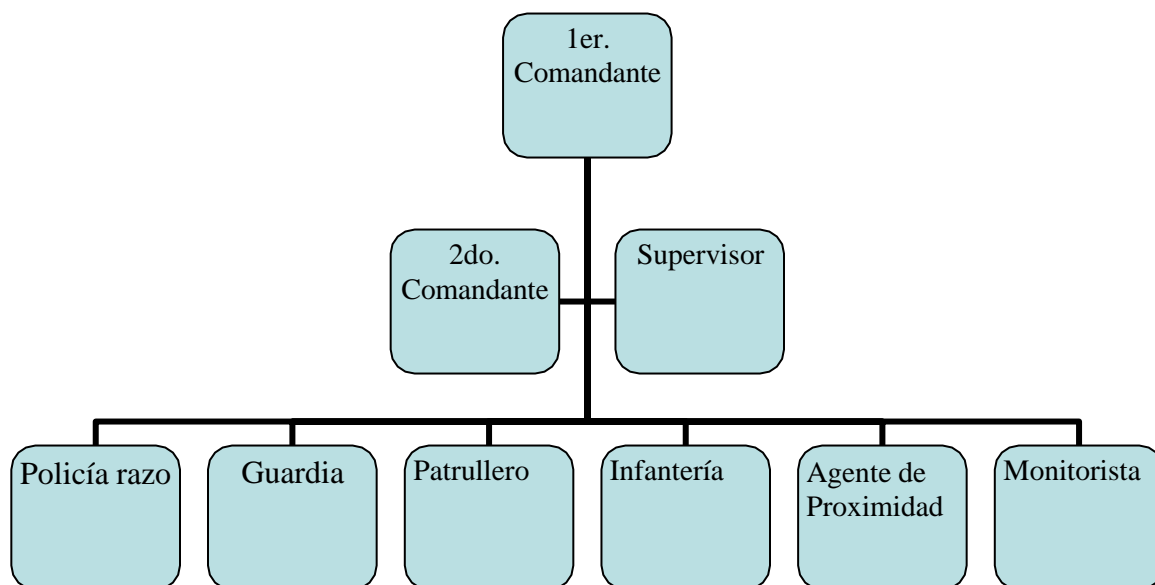 1er.
Comandante
2do.
Comandante
Supervisor
Policía razo
Guardia
Patrullero
Infantería
Agente de
Proximidad
Monitorista